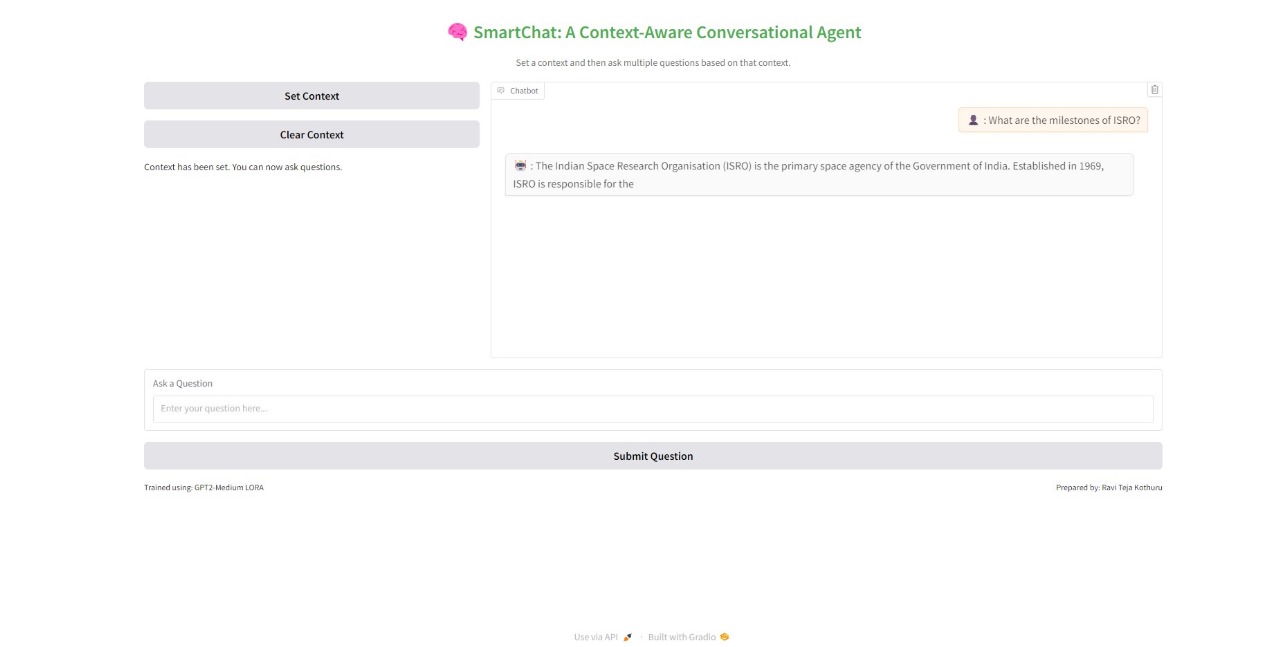 SmartChat: A Context-Aware Conversational Agent
Set a context and then ask multiple questions based on that context.
Set Context
Clear Context
Context has been set. You can now ask questions.
Chatbot
: What are the milestones of ISRO?
: The Indian Space Research Organisation (ISRO) is the primary space agency of the Government of India. Established in 1969,
ISRO is responsible for the
Ask a Question
Enter your question here...
Submit Question
Trained using: GPT2-Medium LORA
Prepared by: Ravi Teja Kothuru
Use via API · Built with Gradio